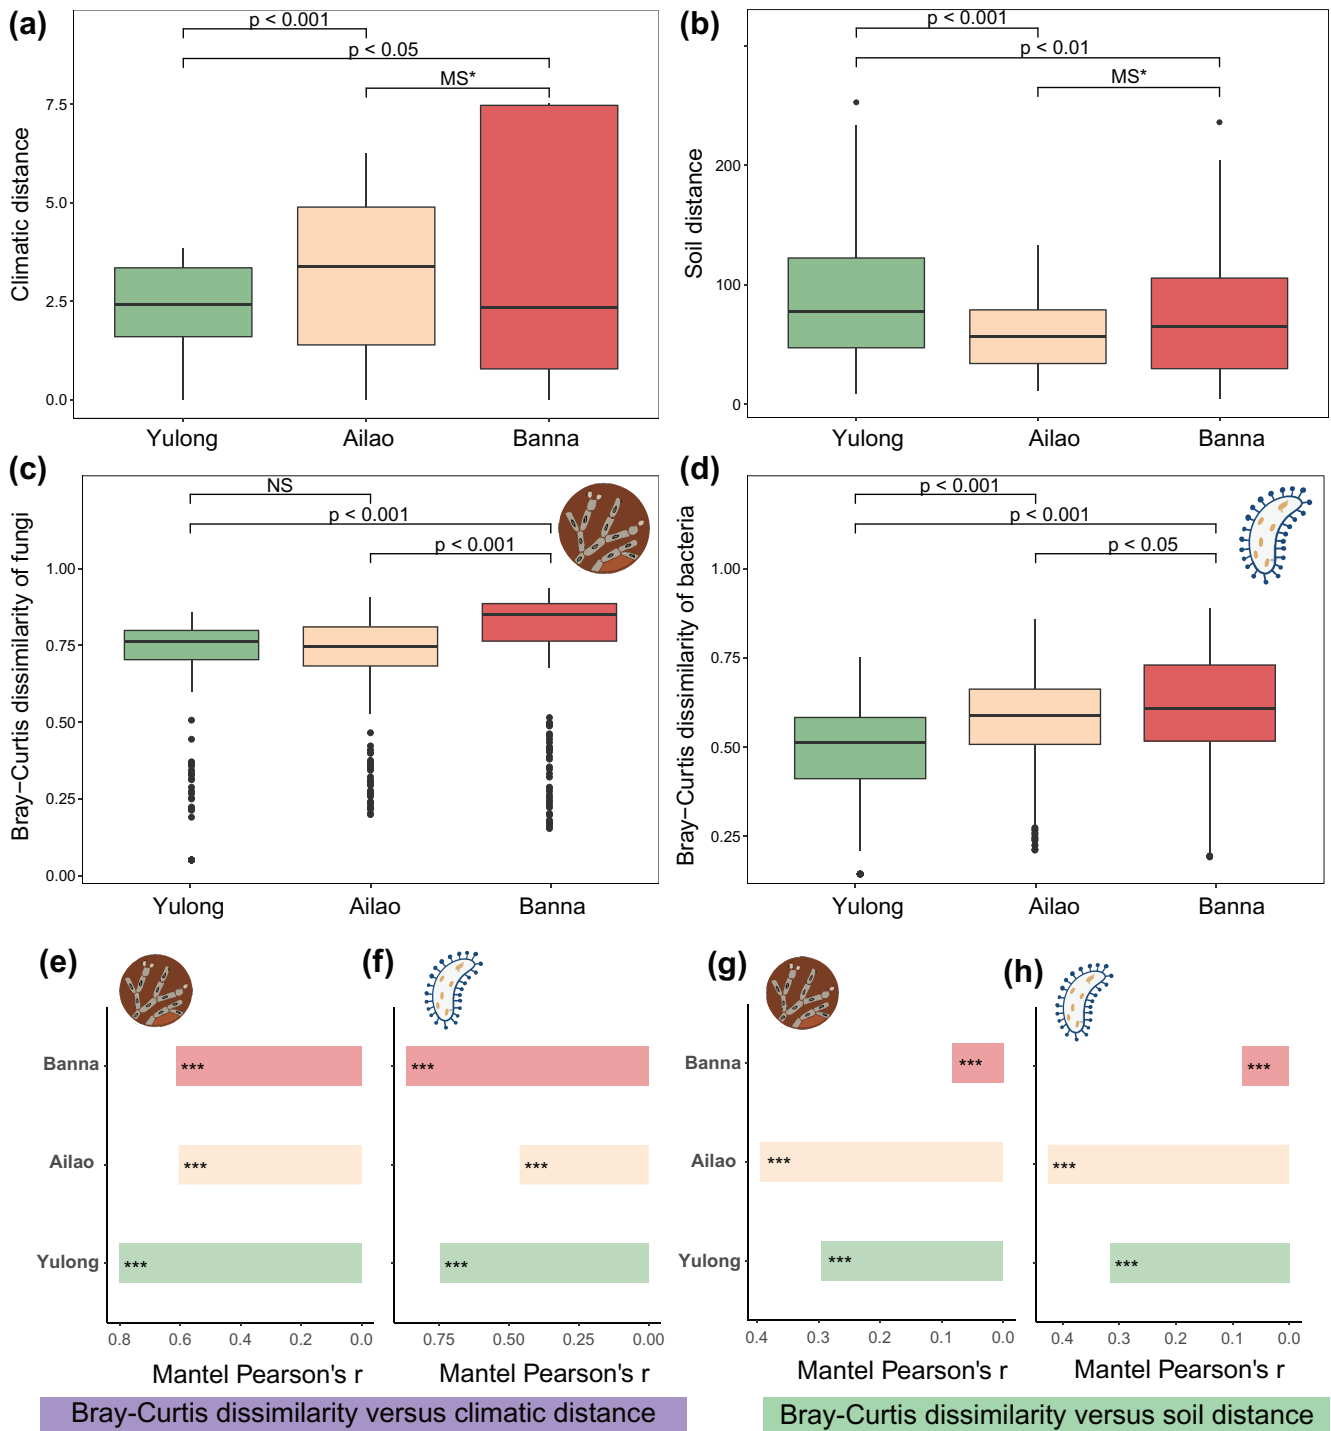 (a)
p < 0.001
p < 0.05
MS*
Climatic distance
7.5
5.0
2.5
0.0
Yulong Ailao Banna
(b)
p < 0.001
p < 0.01
MS*
Soil distance
200
100
0
Yulong Ailao Banna
(c)
NS
p < 0.001
p < 0.001
Bray−Curtis dissimilarity of fungi
1.00
0.75
0.50
0.25
0.00
Yulong Ailao Banna
(d)
p < 0.001
p < 0.001
p < 0.05
Bray−Curtis dissimilarity of bacteria
1.00
0.75
0.50
0.25
Yulong Ailao Banna
(e)
Banna ***
Ailao ***
Yulong ***
0.8 0.6 0.4 0.2 0.0
Mantel Pearson's r
(f)
***
***
***
0.75 0.50 0.25 0.00
Mantel Pearson's r
Bray-Curtis dissimilarity versus climatic distance
(g)
Banna ***
Ailao ***
Yulong ***
0.4 0.3 0.2 0.1 0.0
Mantel Pearson's r
(h)
***
***
***
0.4 0.3 0.2 0.1 0.0
Mantel Pearson's r
Bray-Curtis dissimilarity versus soil distance